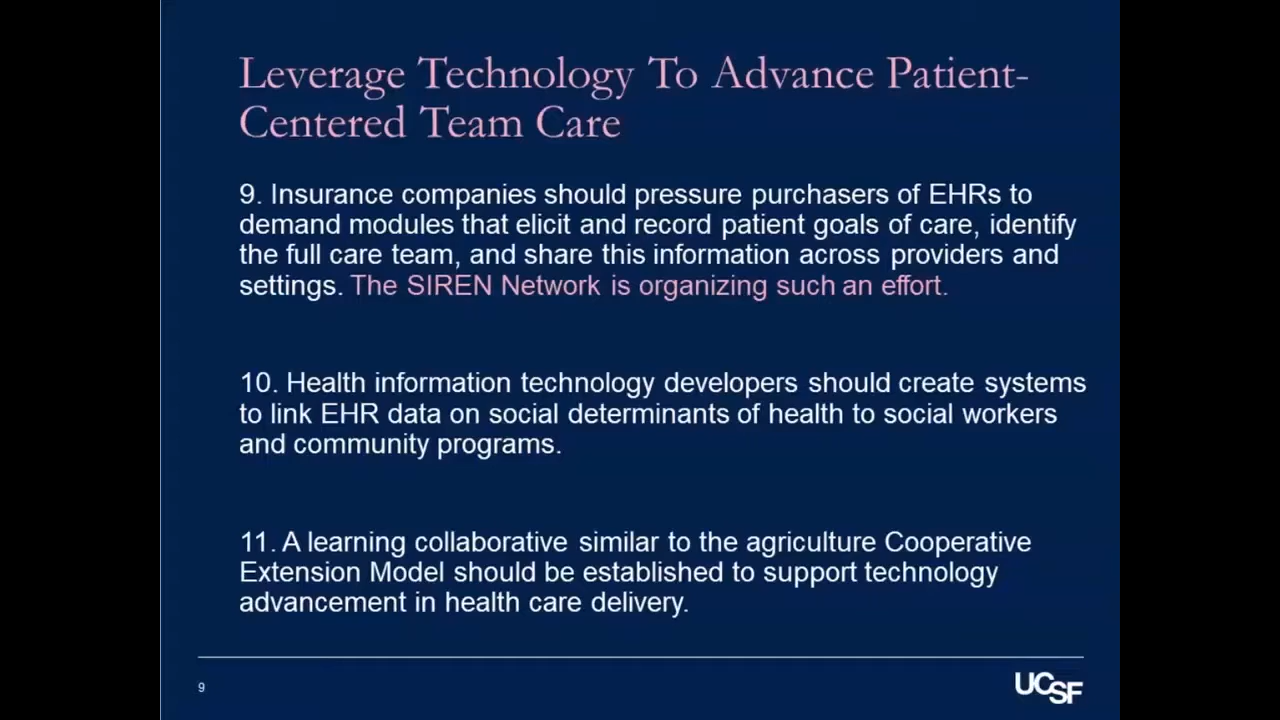 Leverage Technology To Advance Patient-
Centered Team Care
9. Insurance companies should pressure purchasers of EHRs to
demand modules that elicit and record patient goals of care, identify
the full care team, and share this information across providers and
settings. The SIREN Network is organizing such an effort.
10. Health information technology developers should create systems
to link EHR data on social determinants of health to social workers
and community programs.
11. A learning collaborative similar to the agriculture Cooperative
Extension Model should be established to support technology
advancement in health care delivery.
9
UCSF